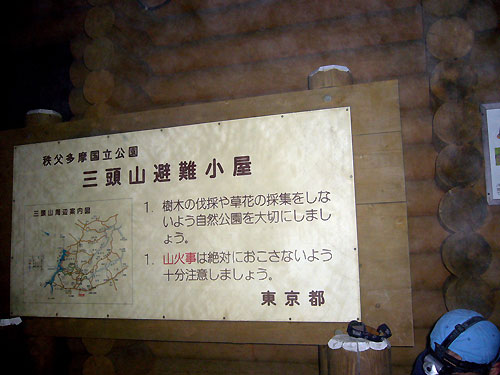 秩父多摩国立公園
三頭山避難小屋
三頭山周辺案内図
1. 樹木の伐採や草花の採集をしな
いよう自然公園を大切にしまし
ょう。
1. 山火事は絶対におこさないよう
十分注意しましょう。
東京都